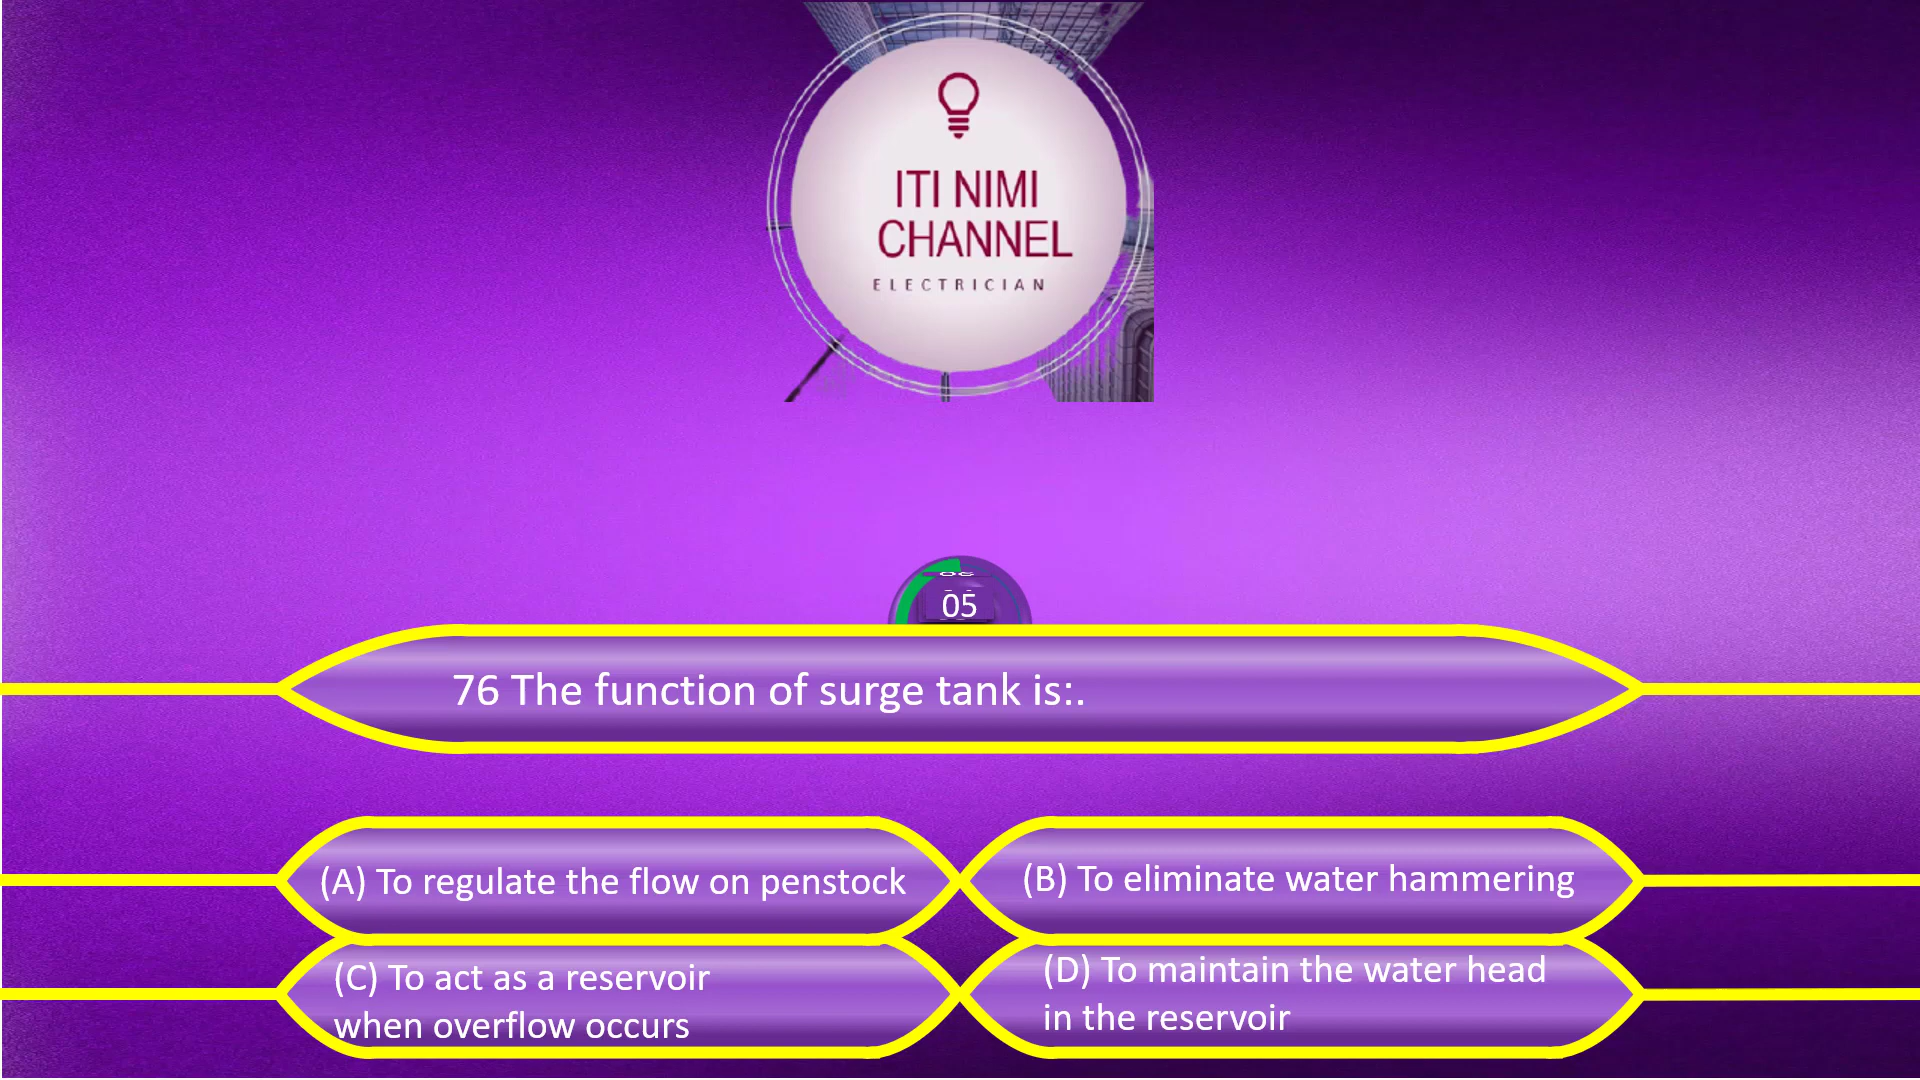 ITI NIMI
CHANNEL
ELECTRICIAN
06
05
76 The function of surge tank is:.
(A) To regulate the flow on penstock
(B) To eliminate water hammering
(C) To act as a reservoir
when overflow occurs
(D) To maintain the water head
in the reservoir